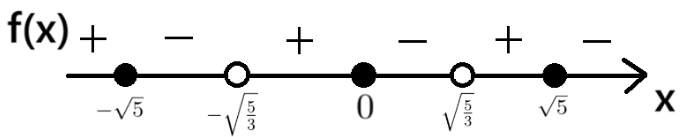 f(x) + − + − + −
−√5 −√(5/3) 0 √(5/3) √5 x